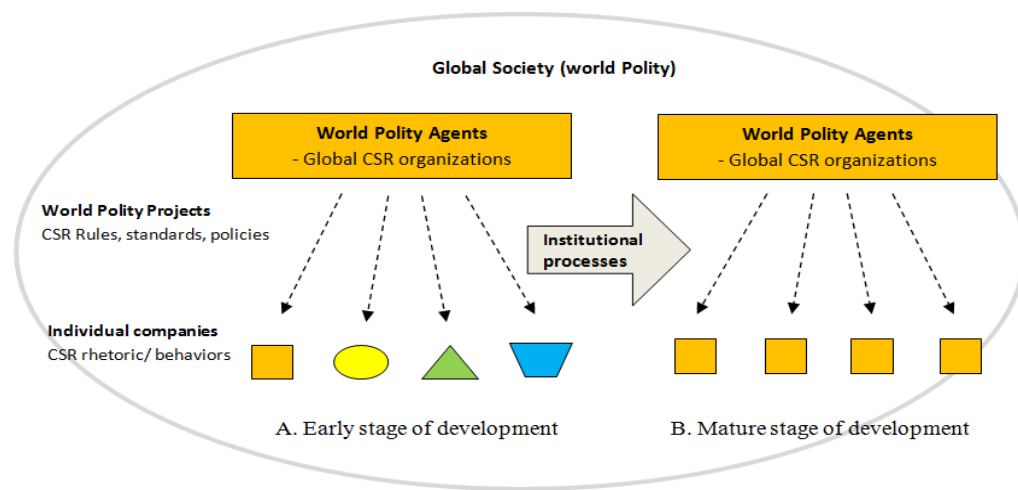 Global Society (world Polity)
World Polity Agents
- Global CSR organizations
World Polity Agents
- Global CSR organizations
World Polity Projects
CSR Rules, standards, policies
Institutional
processes
Individual companies
CSR rhetoric/ behaviors
A. Early stage of development
B. Mature stage of development